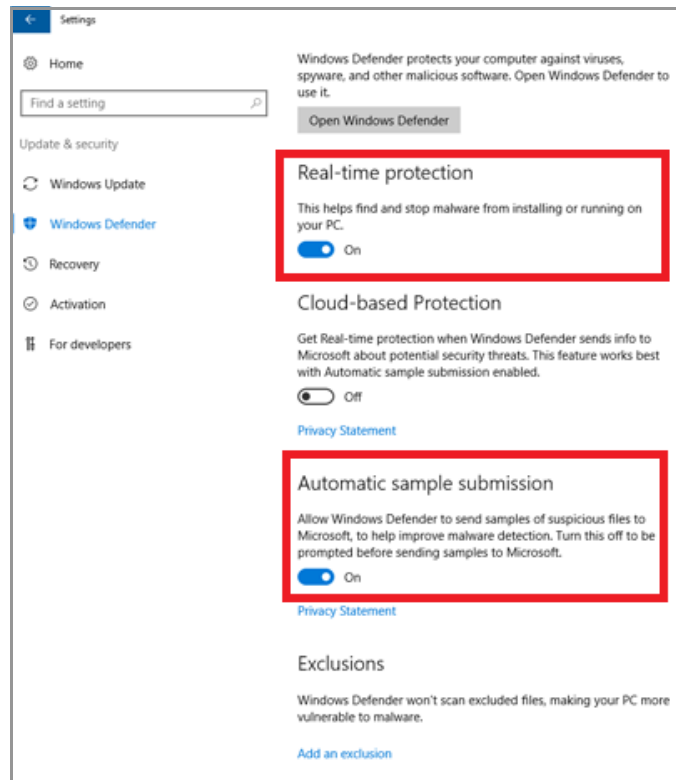 Settings
Home
Find a setting
Update & security
Windows Update
Windows Defender
Recovery
Activation
For developers
Windows Defender protects your computer against viruses,
spyware, and other malicious software. Open Windows Defender to
use it.
Open Windows Defender
Real-time protection
This helps find and stop malware from installing or running on
your PC.
On
Cloud-based Protection
Get Real-time protection when Windows Defender sends info to
Microsoft about potential security threats. This feature works best
with Automatic sample submission enabled.
Off
Privacy Statement
Automatic sample submission
Allow Windows Defender to send samples of suspicious files to
Microsoft, to help improve malware detection. Turn this off to be
prompted before sending samples to Microsoft.
On
Privacy Statement
Exclusions
Windows Defender won't scan excluded files, making your PC more
vulnerable to malware.
Add an exclusion